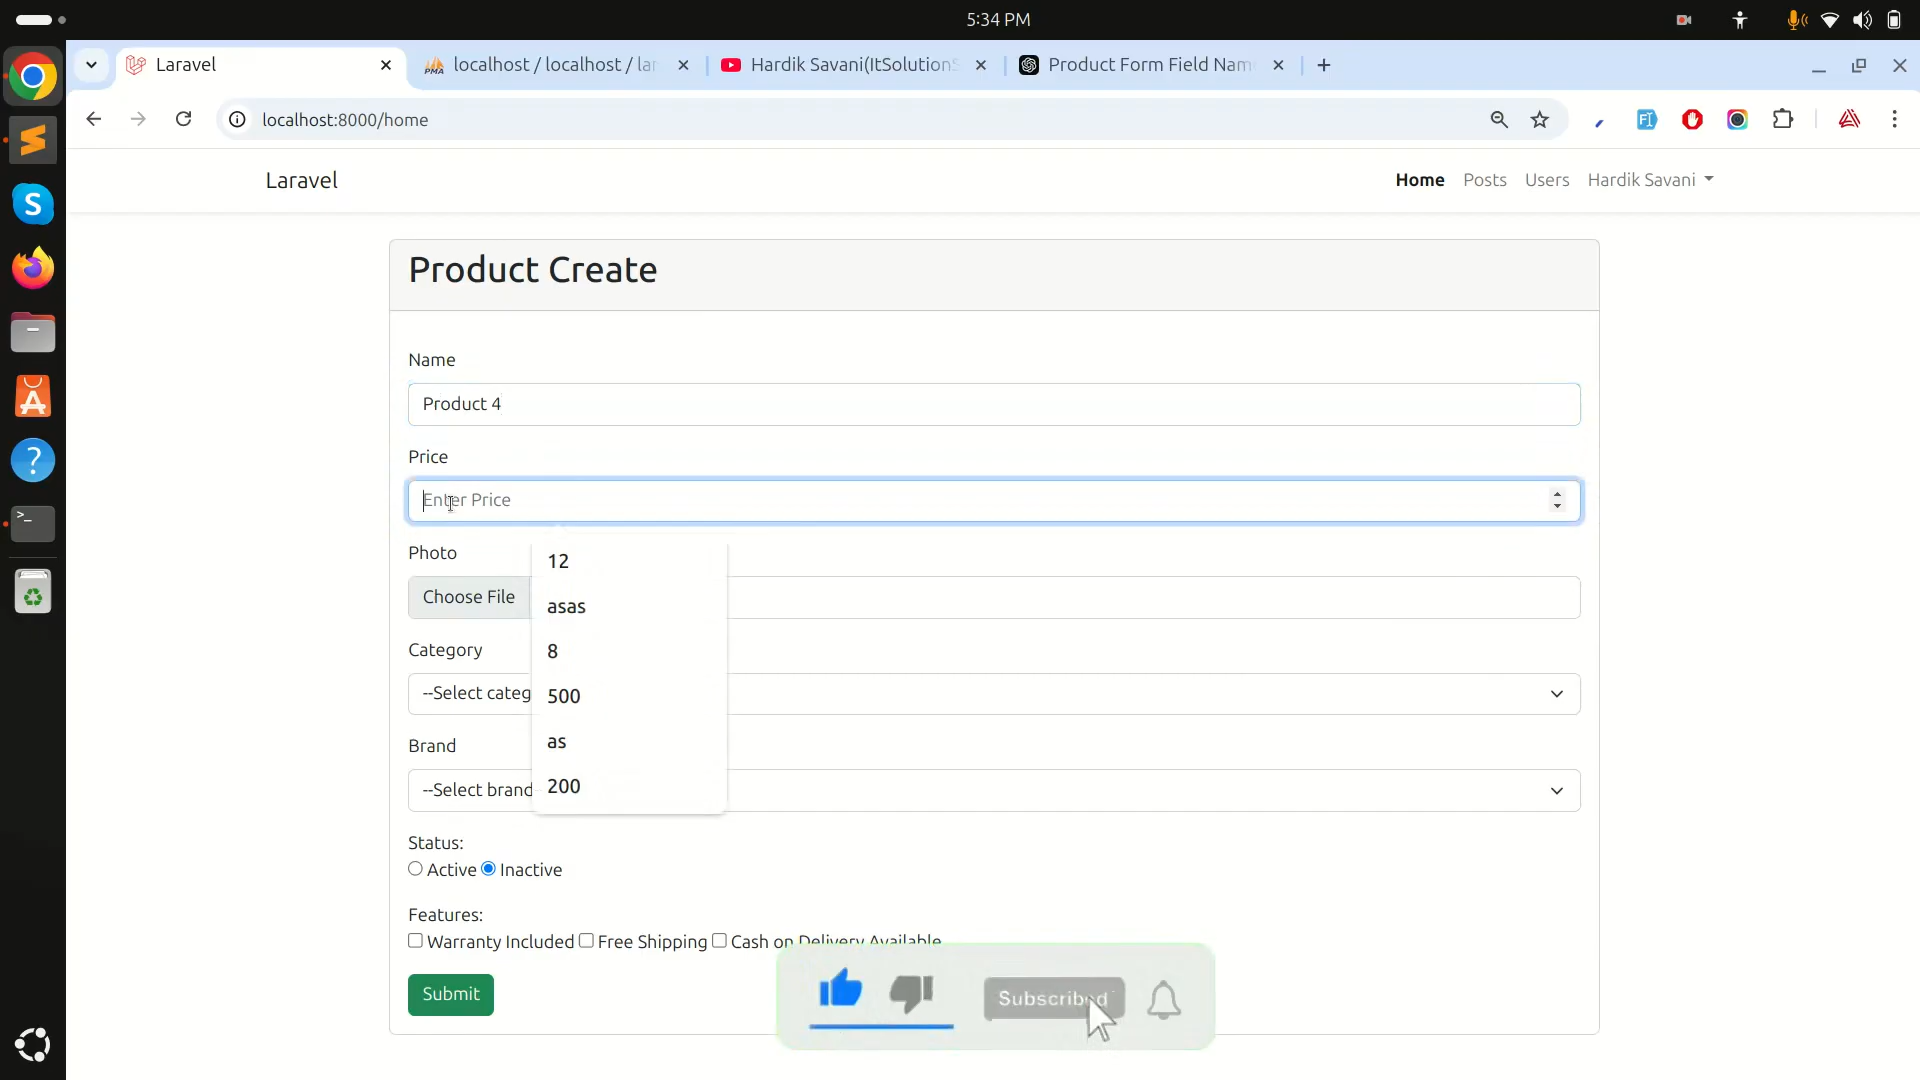 5:34 PM
Laravel
localhost / localhost / lar
Hardik Savani(ItSolutionS
Product Form Field Nam
localhost:8000/home
Laravel
Home
Posts
Users
Hardik Savani
Product Create
Name
Product 4
Price
Enter Price
Photo
Choose File
12
asas
8
500
as
200
Category
--Select categ
Brand
--Select brand
Status:
Active
Inactive
Features:
Warranty Included
Free Shipping
Cash on Delivery Available
Submit
Subscribed